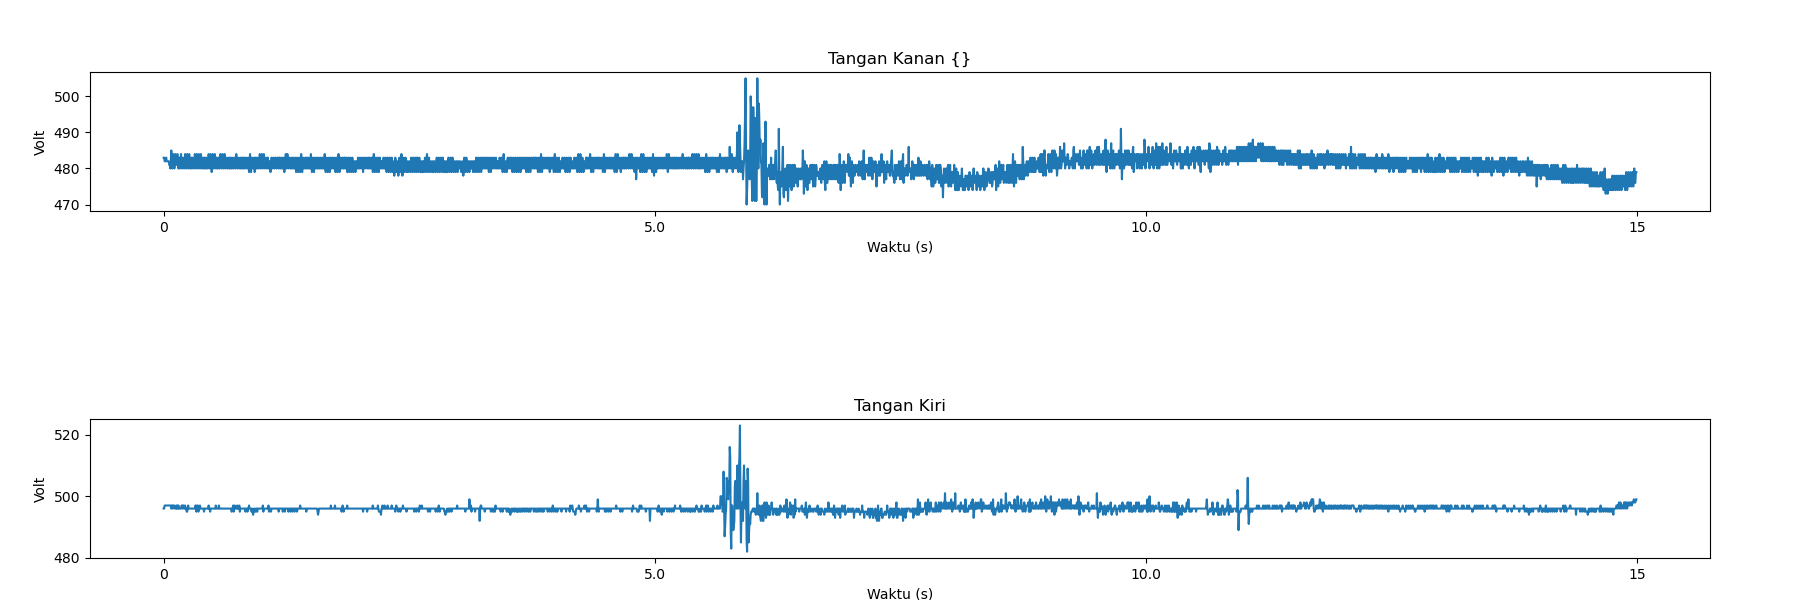 Tangan Kanan {}
Volt
500
490
480
470
0 5.0 10.0 15
Waktu (s)
Tangan Kiri
Volt
520
500
480
0 5.0 10.0 15
Waktu (s)